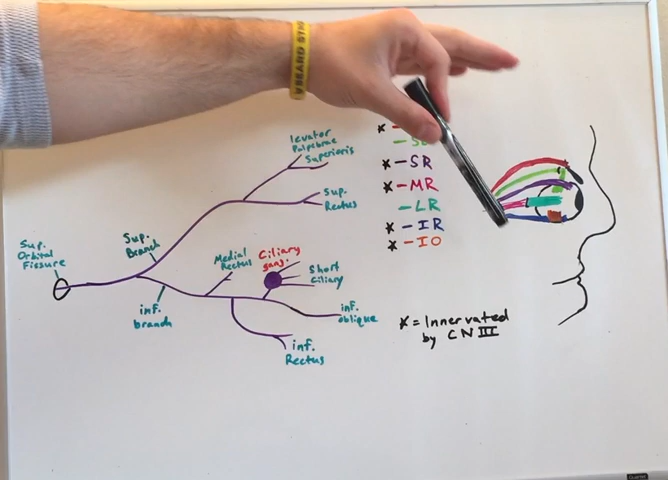 levator
Palpebrae
Superioris
Sup.
Rectus
Sup.
Orbital
Fissure
Sup.
Branch
Medial
Rectus
Ciliary
gang.
Short
Ciliary
inf.
branch
inf.
oblique
inf.
Rectus
* -
- S
* - SR
* - MR
- LR
* - IR
* - IO
* = Innervated
by CN III
Quartet